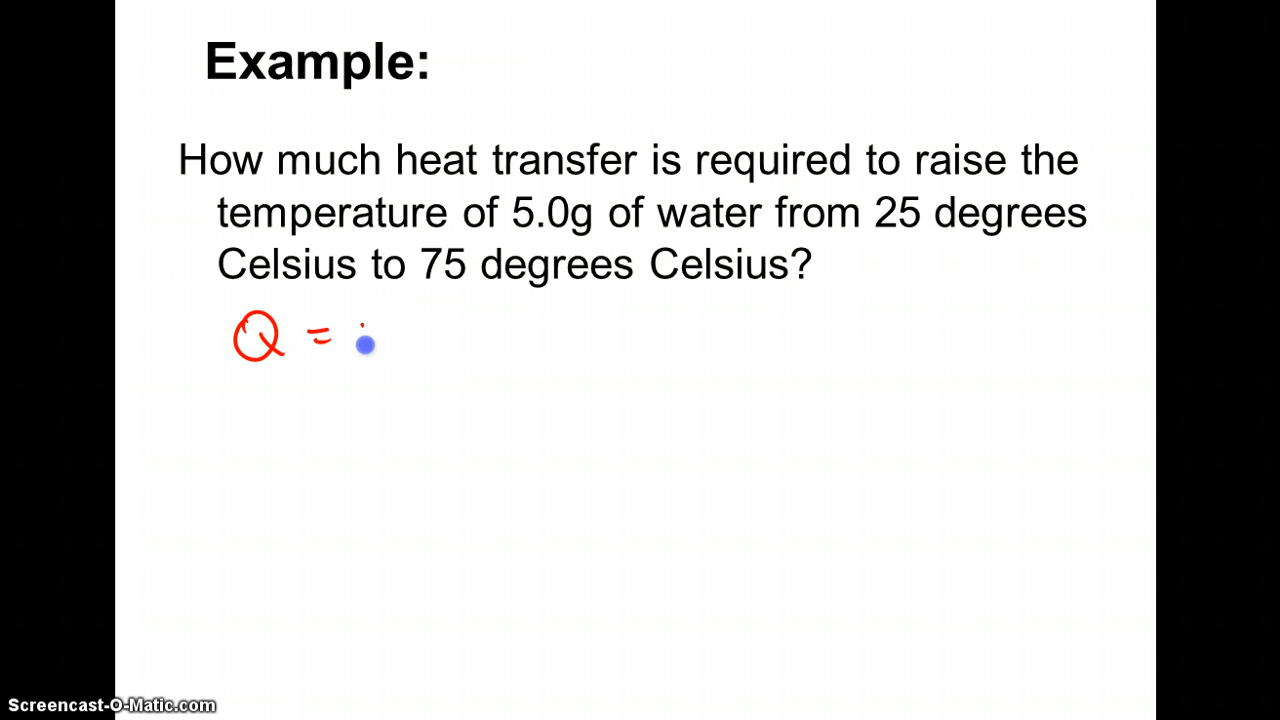 Example:
How much heat transfer is required to raise the
temperature of 5.0g of water from 25 degrees
Celsius to 75 degrees Celsius?
Q =
Screencast-O-Matic.com